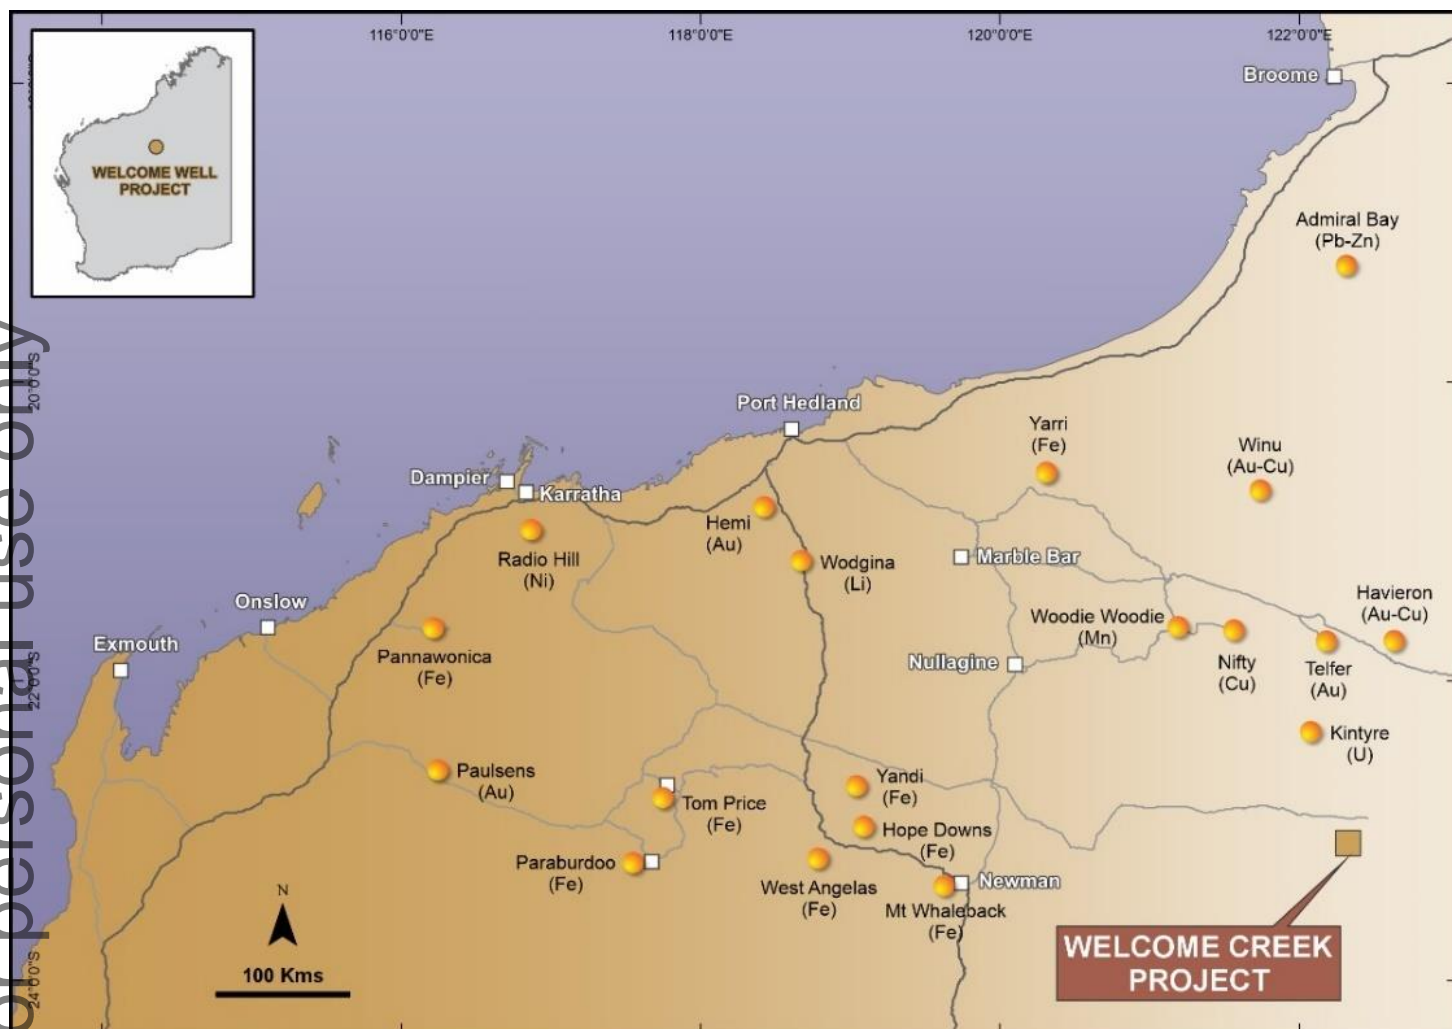 116°0'0"E
118°0'0"E
120°0'0"E
122°0'0"E
WELCOME WELL
PROJECT
Broome
Admiral Bay
(Pb-Zn)
20°0'0"S
Port Hedland
Yarri
(Fe)
Winu
(Au-Cu)
Dampier
Karratha
Hemi
(Au)
Radio Hill
(Ni)
Wodgina
(Li)
Marble Bar
Havieron
(Au-Cu)
Onslow
Woodie Woodie
(Mn)
Exmouth
Pannawonica
(Fe)
Nullagine
Nifty
(Cu)
Telfer
(Au)
22°0'0"S
Kintyre
(U)
Paulsens
(Au)
Yandi
(Fe)
Tom Price
(Fe)
Hope Downs
(Fe)
Paraburdoo
(Fe)
West Angelas
(Fe)
Newman
Mt Whaleback
(Fe)
N
100 Kms
WELCOME CREEK
PROJECT
24°0'0"S
For personal use only